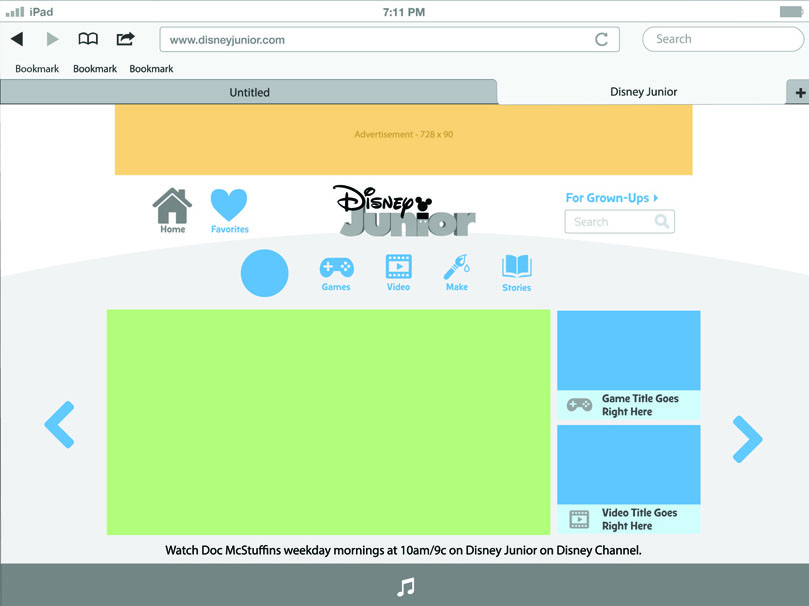 iPad
7:11 PM
www.disneyjunior.com
Search
Bookmark Bookmark Bookmark
Untitled
Disney Junior
+
Advertisement - 728 x 90
Home
Favorites
Disney
Junior
For Grown-Ups
Search
Games
Video
Make
Stories
Game Title Goes
Right Here
Video Title Goes
Right Here
Watch Doc McStuffins weekday mornings at 10am/9c on Disney Junior on Disney Channel.